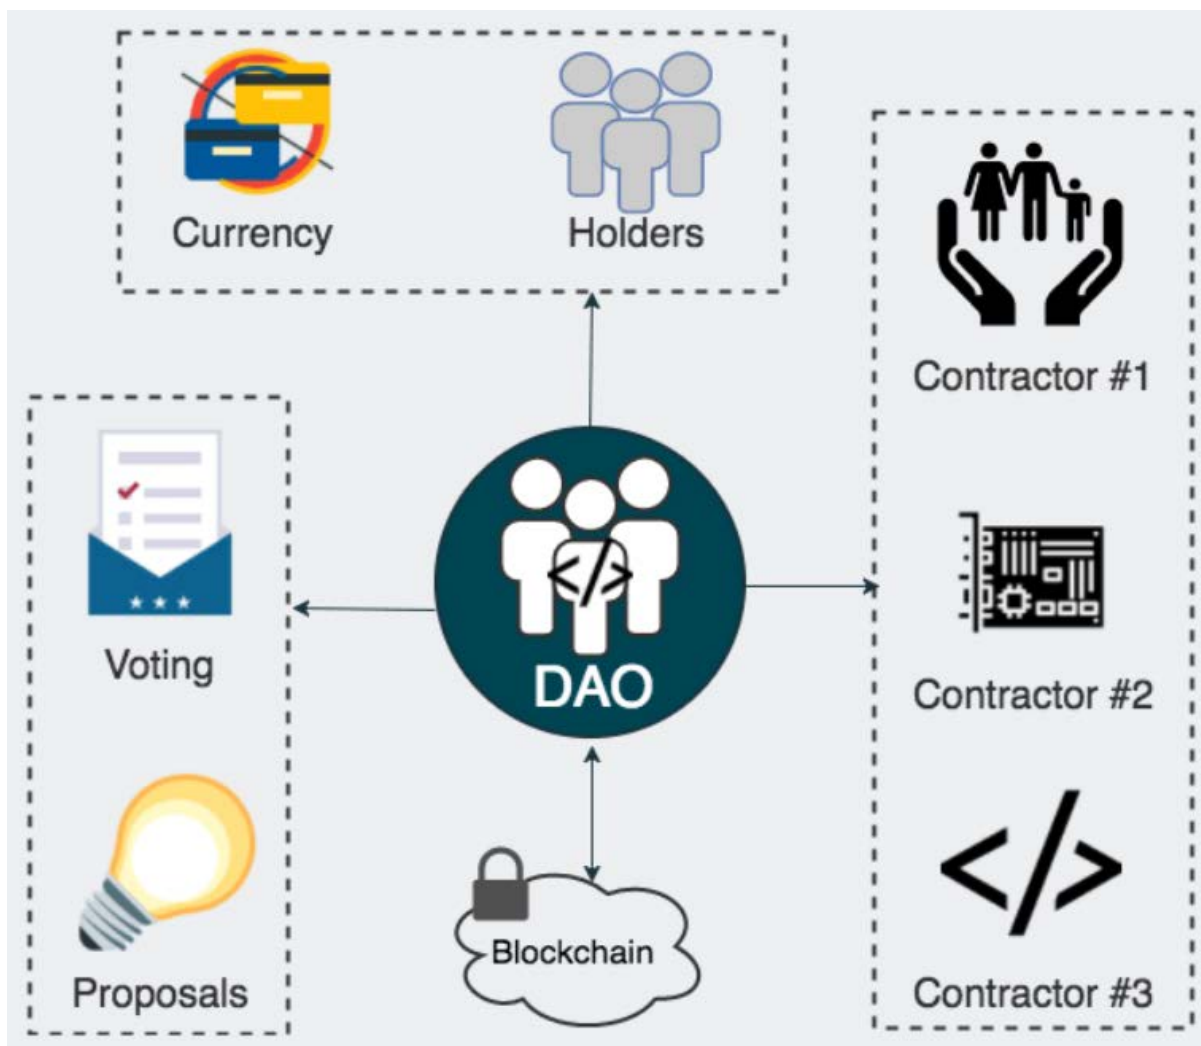 Currency
Holders
Contractor #1
Voting
DAO
Contractor #2
Blockchain
Proposals
Contractor #3